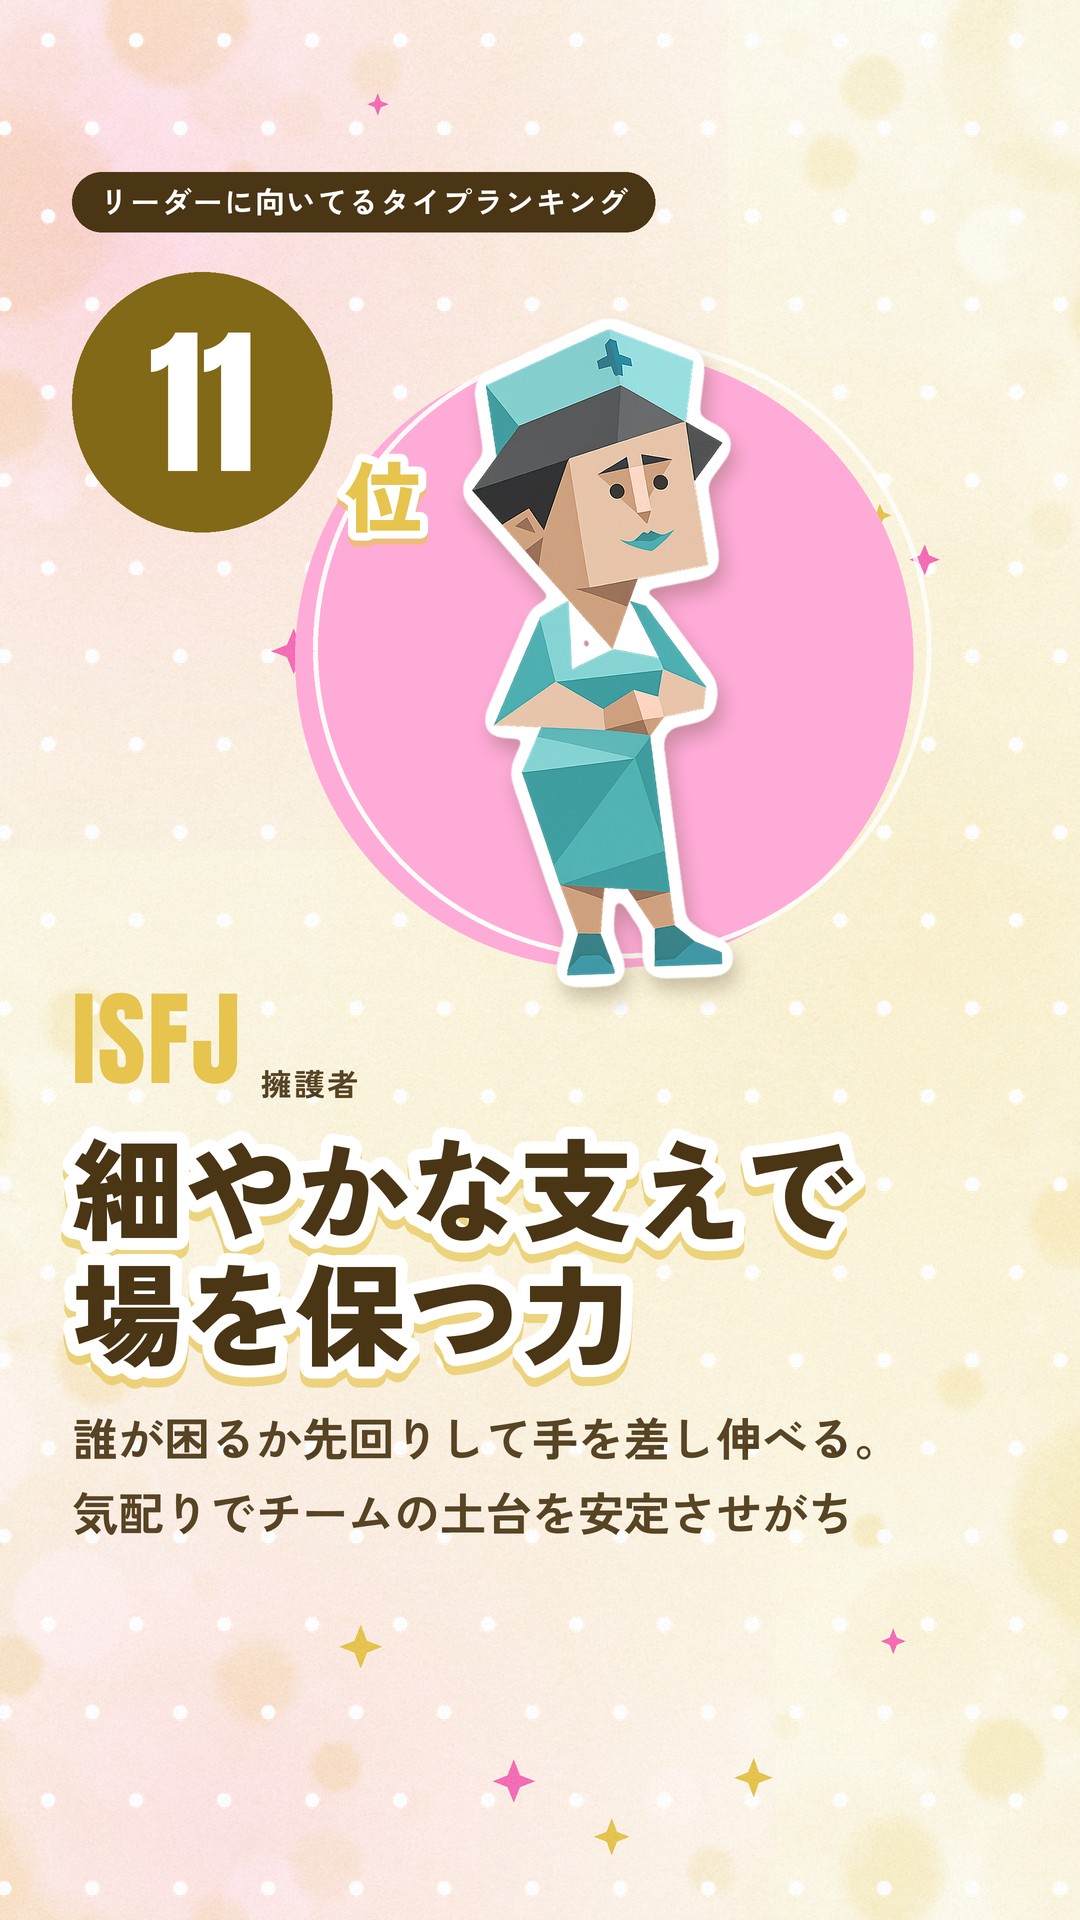 リーダーに向いてるタイプランキング
11
位
ISFJ
擁護者
細やかな支えで
場を保つ力
誰が困るか先回りして手を差し伸べる。
気配りでチームの土台を安定させがち